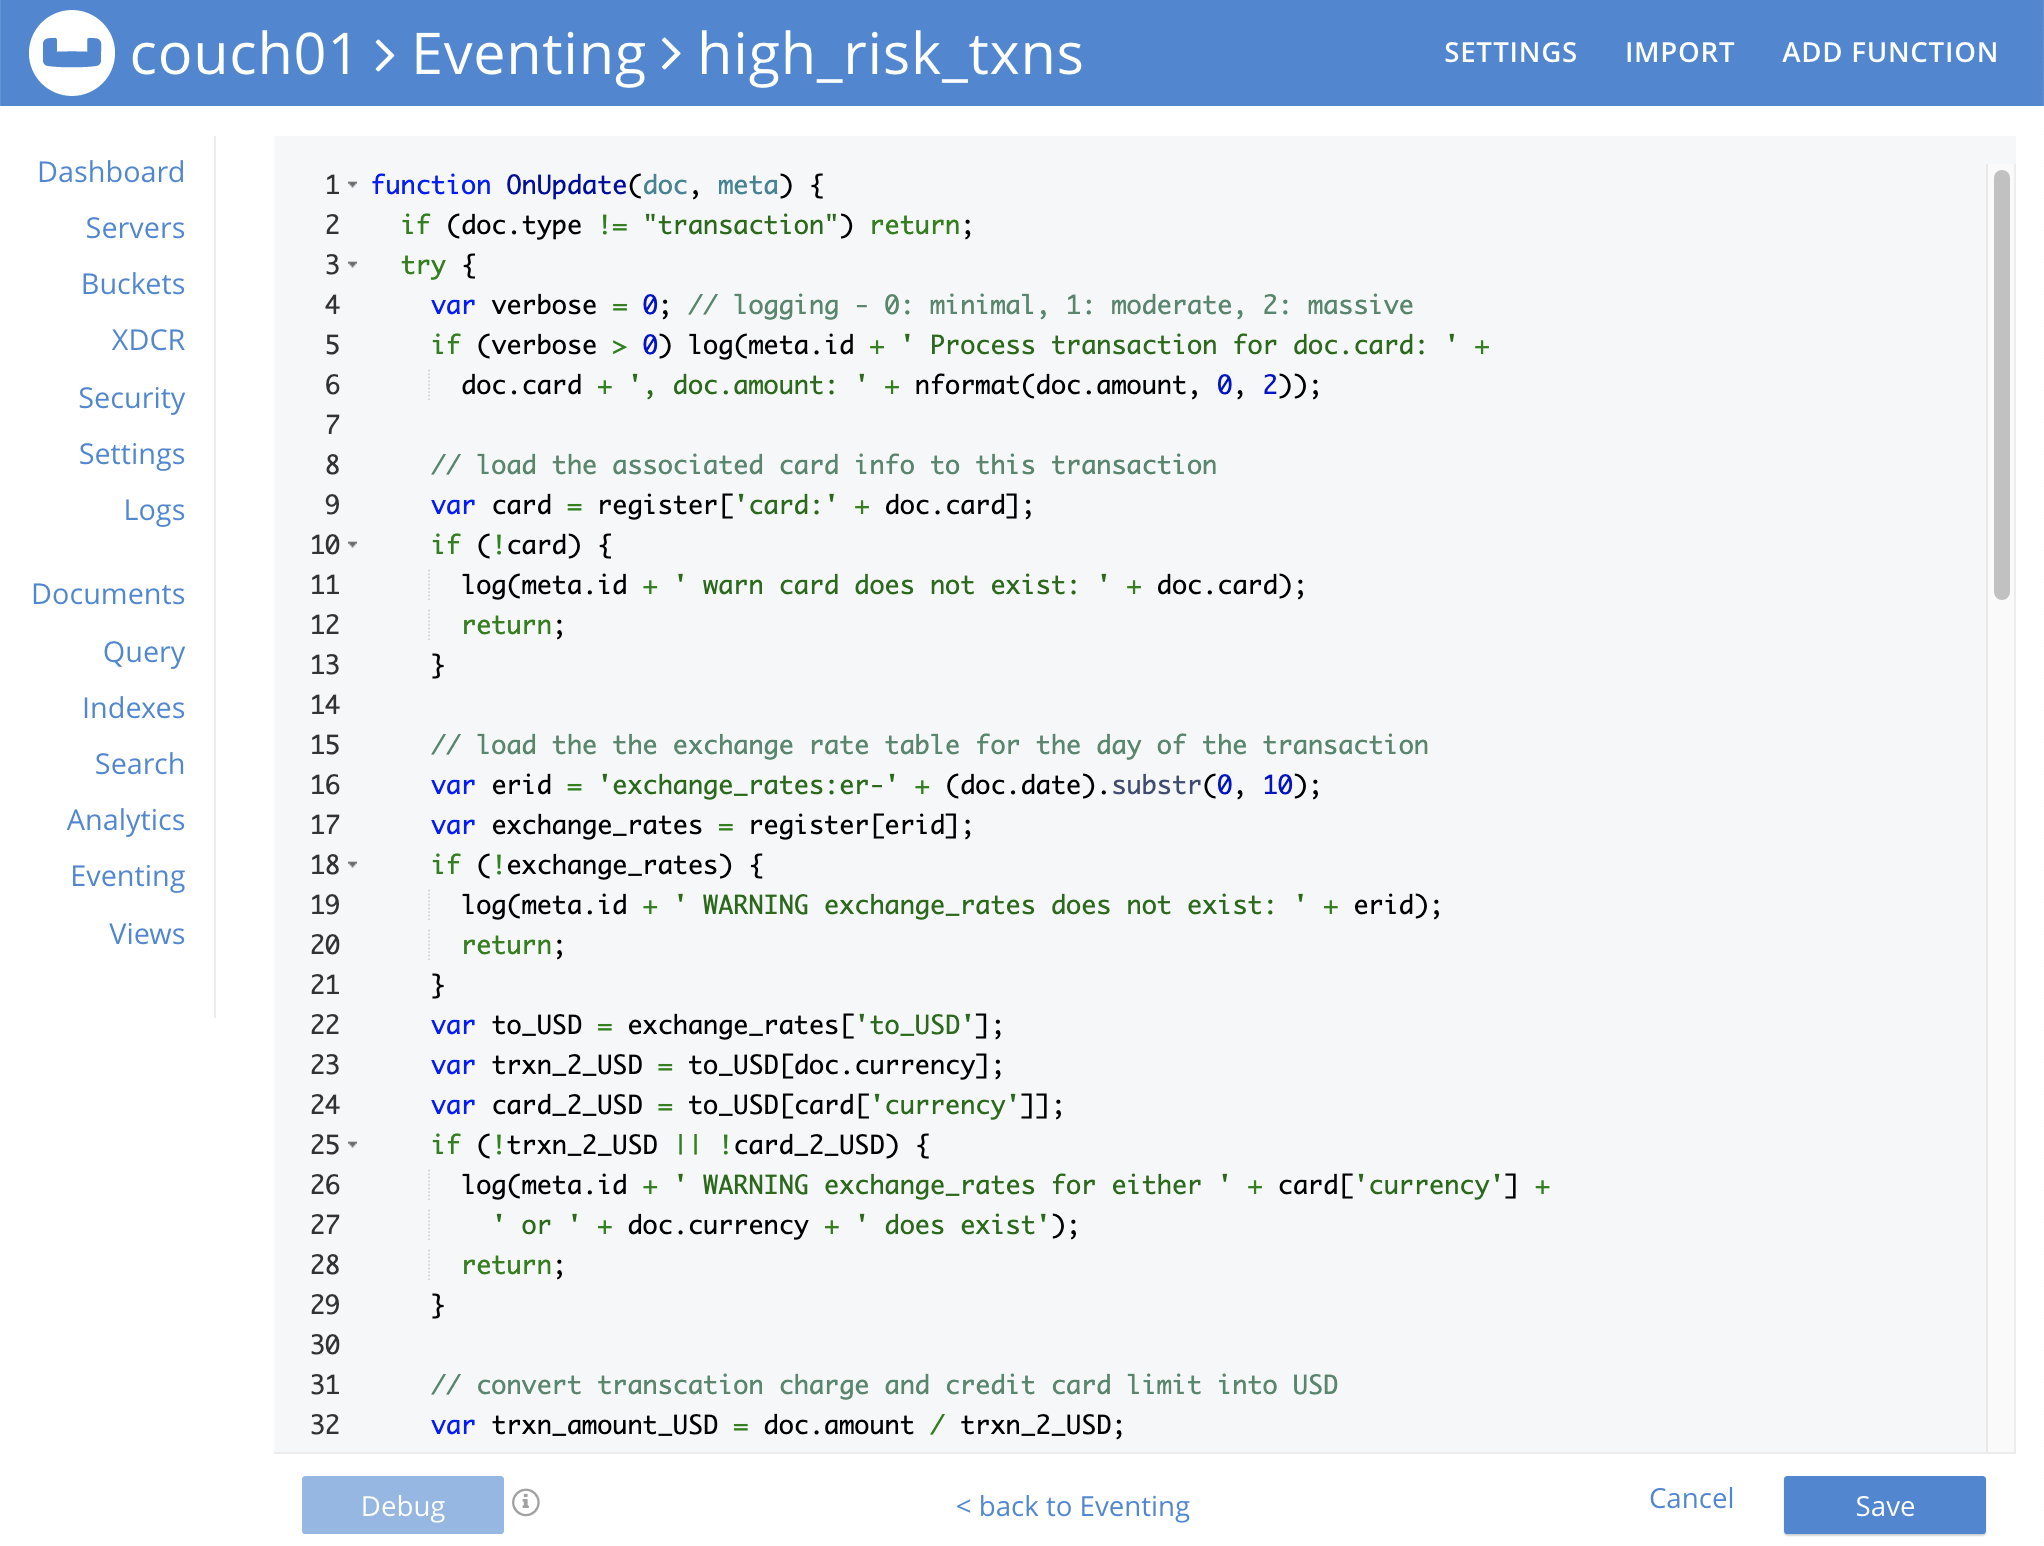 couch01 > Eventing > high_risk_txns
SETTINGS IMPORT ADD FUNCTION
Dashboard
Servers
Buckets
XDCR
Security
Settings
Logs
Documents
Query
Indexes
Search
Analytics
Eventing
Views
1 function OnUpdate(doc, meta) {
2 if (doc.type != "transaction") return;
3 try {
4 var verbose = 0; // logging - 0: minimal, 1: moderate, 2: massive
5 if (verbose > 0) log(meta.id + ' Process transaction for doc.card: ' +
6 doc.card + ', doc.amount: ' + nformat(doc.amount, 0, 2));
7
8 // load the associated card info to this transaction
9 var card = register['card:' + doc.card];
10 if (!card) {
11 log(meta.id + ' warn card does not exist: ' + doc.card);
12 return;
13 }
14
15 // load the the exchange rate table for the day of the transaction
16 var erid = 'exchange_rates:er-' + (doc.date).substr(0, 10);
17 var exchange_rates = register[erid];
18 if (!exchange_rates) {
19 log(meta.id + ' WARNING exchange_rates does not exist: ' + erid);
20 return;
21 }
22 var to_USD = exchange_rates['to_USD'];
23 var trxn_2_USD = to_USD[doc.currency];
24 var card_2_USD = to_USD[card['currency']];
25 if (!trxn_2_USD || !card_2_USD) {
26 log(meta.id + ' WARNING exchange_rates for either ' + card['currency'] +
27 ' or ' + doc.currency + ' does exist');
28 return;
29 }
30
31 // convert transcation charge and credit card limit into USD
32 var trxn_amount_USD = doc.amount / trxn_2_USD;
Debug
< back to Eventing
Cancel
Save